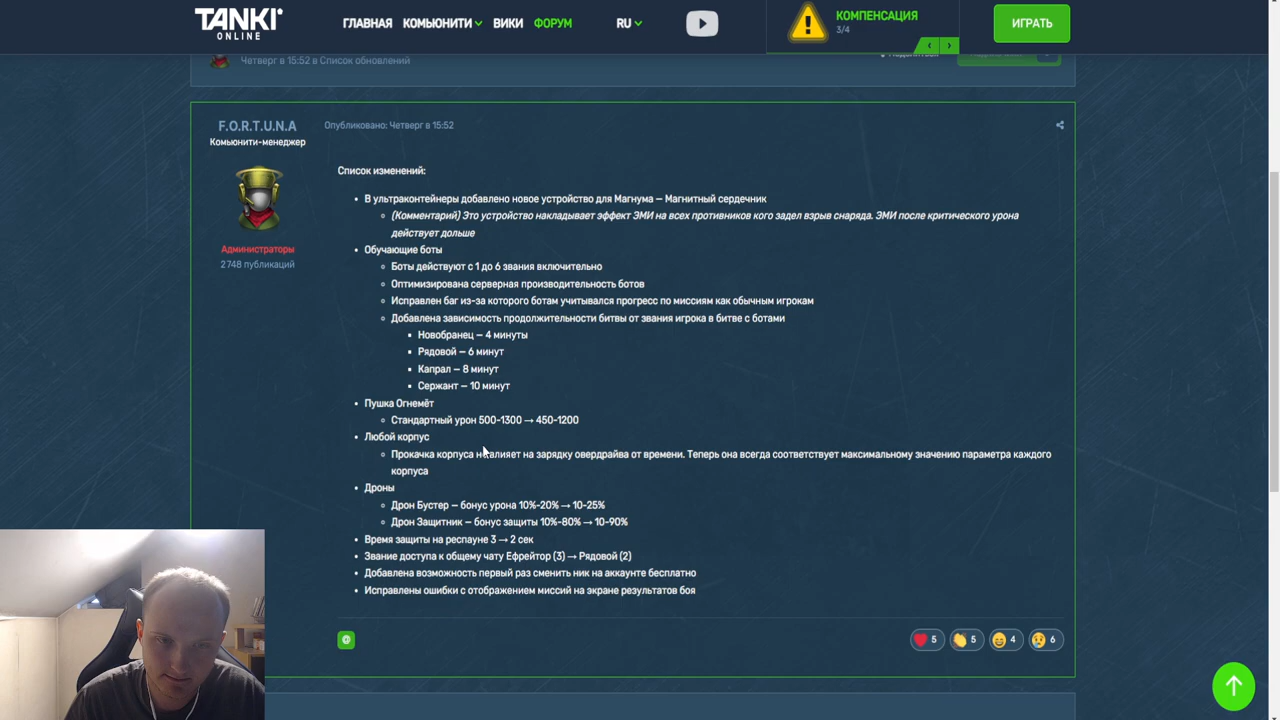 TANKI
ONLINE
ГЛАВНАЯ КОМЬЮНИТИ ВИКИ ФОРУМ RU
КОМПЕНСАЦИЯ
3/4
ИГРАТЬ
Четверг в 15:52 в Список обновлений
F.O.R.T.U.N.A
Комьюнити-менеджер
Администраторы
2 748 публикаций
Опубликовано: Четверг в 15:52
Список изменений:
В ультраконтейнеры добавлено новое устройство для Магнума — Магнитный сердечник
(Комментарий) Это устройство накладывает эффект ЭМИ на всех противников кого задел взрыв снаряда. ЭМИ после критического урона
действует дольше
Обучающие боты
Боты действуют с 1 до 6 звания включительно
Оптимизирована серверная производительность ботов
Исправлен баг из-за которого ботам учитывался прогресс по миссиям как обычным игрокам
Добавлена зависимость продолжительности битвы от звания игрока в битве с ботами
Новобранец — 4 минуты
Рядовой — 6 минут
Капрал — 8 минут
Сержант — 10 минут
Пушка Огнемёт
Стандартный урон 500-1300 → 450-1200
Любой корпус
Прокачка корпуса на зарядку овердрайва от времени. Теперь она всегда соответствует максимальному значению параметра каждого
корпуса
Дроны
Дрон Бустер — бонус урона 10%-20% → 10-25%
Дрон Защитник — бонус защиты 10%-80% → 10-90%
Время защиты на респауне 3 → 2 сек
Звание доступа к общему чату Ефрейтор (3) → Рядовой (2)
Добавлена возможность первый раз сменить ник на аккаунте бесплатно
Исправлены ошибки с отображением миссий на экране результатов боя
5 5 4 6